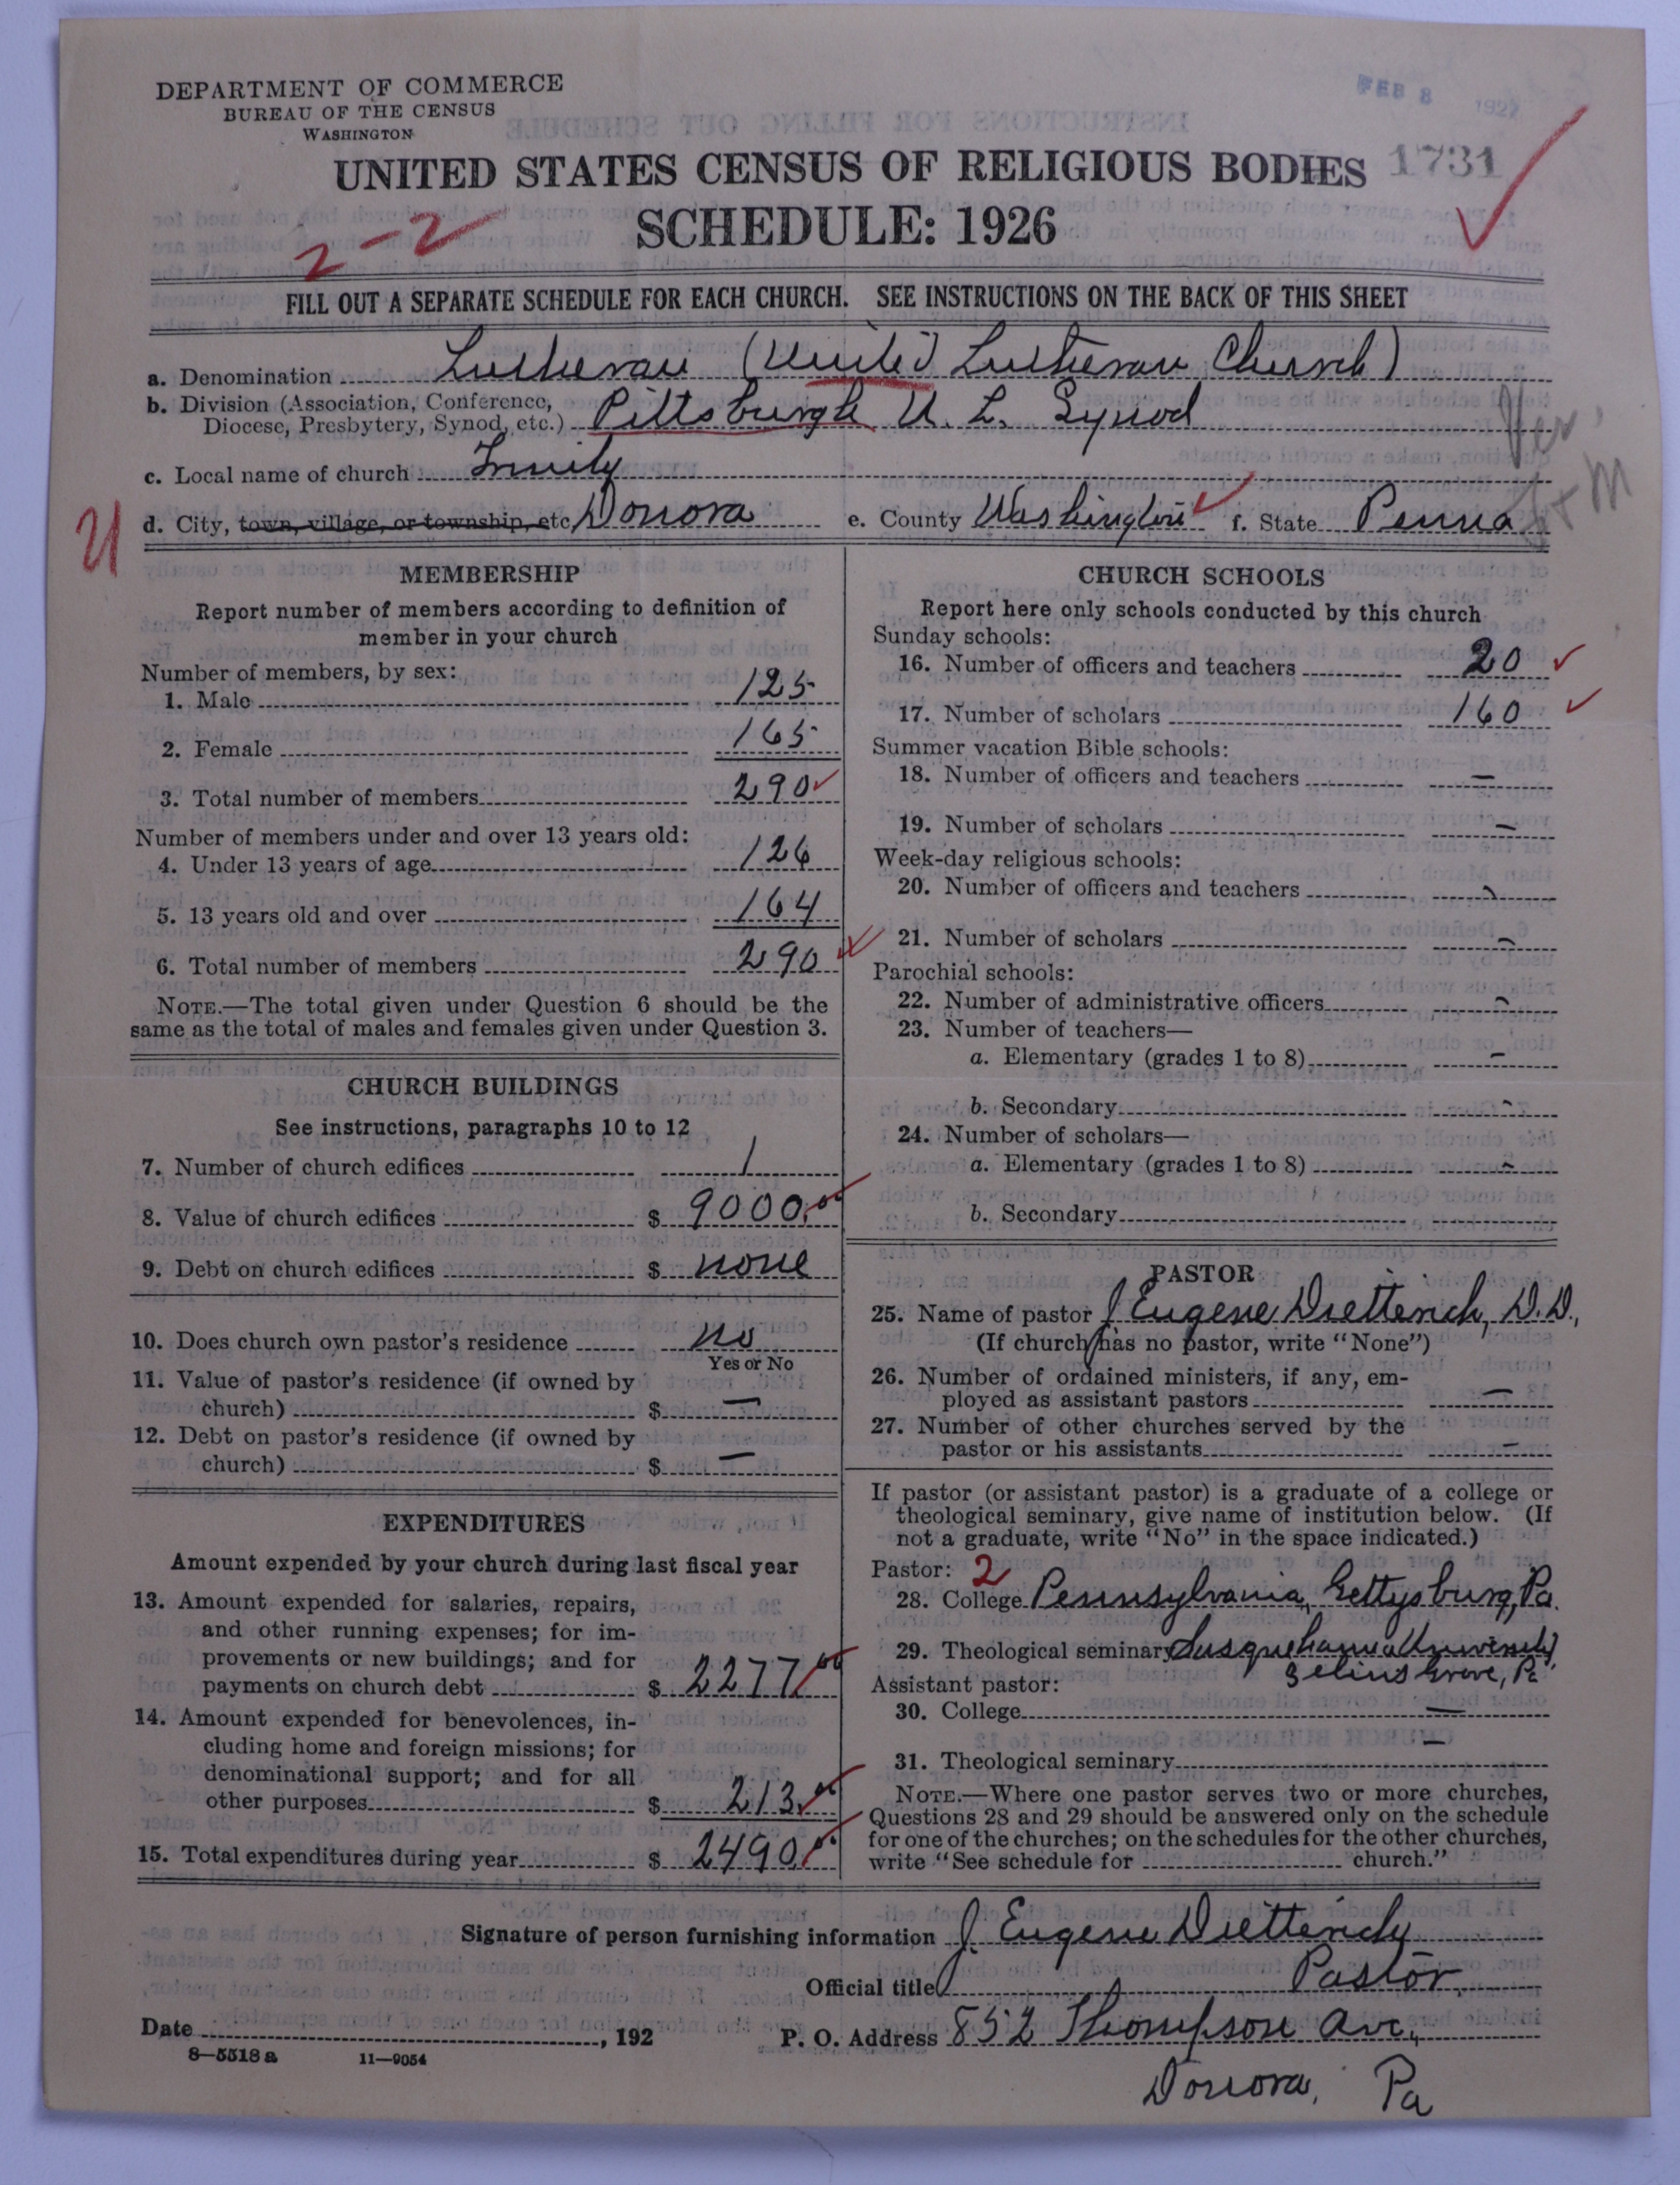 DEPARTMENT OF COMMERCE
BUREAU OF THE CENSUS
WASHINGTON
FEB 8 1927
1731
UNITED STATES CENSUS OF RELIGIOUS BODIES
SCHEDULE: 1926
2-2
FILL OUT A SEPARATE SCHEDULE FOR EACH CHURCH. SEE INSTRUCTIONS ON THE BACK OF THIS SHEET
a. Denomination Lutheran (United Lutheran Church)
b. Division (Association, Conference,
Diocese, Presbytery, Synod, etc.) Pittsburgh U. L. Synod
c. Local name of church Trinity
U
d. City, town, village, or township, etc. Donora e. County Washington f. State Penna
MEMBERSHIP
Report number of members according to definition of
member in your church
Number of members, by sex:
1. Male 125
2. Female 165
3. Total number of members 290
Number of members under and over 13 years old:
4. Under 13 years of age 126
5. 13 years old and over 164
6. Total number of members 290
NOTE.—The total given under Question 6 should be the
same as the total of males and females given under Question 3.
CHURCH BUILDINGS
See instructions, paragraphs 10 to 12
7. Number of church edifices 1
8. Value of church edifices $ 9000.00
9. Debt on church edifices $ none
10. Does church own pastor's residence no
Yes or No
11. Value of pastor's residence (if owned by
church) $ —
12. Debt on pastor's residence (if owned by
church) $ —
EXPENDITURES
Amount expended by your church during last fiscal year
13. Amount expended for salaries, repairs,
and other running expenses; for im-
provements or new buildings; and for
payments on church debt $ 2277.00
14. Amount expended for benevolences, in-
cluding home and foreign missions; for
denominational support; and for all
other purposes $ 213.00
15. Total expenditures during year $ 2490.00
CHURCH SCHOOLS
Report here only schools conducted by this church
Sunday schools:
16. Number of officers and teachers 20
17. Number of scholars 160
Summer vacation Bible schools:
18. Number of officers and teachers —
19. Number of scholars —
Week-day religious schools:
20. Number of officers and teachers —
21. Number of scholars —
Parochial schools:
22. Number of administrative officers —
23. Number of teachers—
a. Elementary (grades 1 to 8) —
b. Secondary —
24. Number of scholars—
a. Elementary (grades 1 to 8) —
b. Secondary
PASTOR
25. Name of pastor J Eugene Dietterich, D.D.,
(If church has no pastor, write "None")
26. Number of ordained ministers, if any, em-
ployed as assistant pastors —
27. Number of other churches served by the
pastor or his assistants —
If pastor (or assistant pastor) is a graduate of a college or
theological seminary, give name of institution below. (If
not a graduate, write "No" in the space indicated.)
Pastor: 2
28. College Pennsylvania, Gettysburg, Pa.
29. Theological seminary Susquehanna University
Selins Grove, Pa
Assistant pastor:
30. College —
31. Theological seminary —
NOTE.—Where one pastor serves two or more churches,
Questions 28 and 29 should be answered only on the schedule
for one of the churches; on the schedules for the other churches,
write "See schedule for church."
Signature of person furnishing information J. Eugene Dietterich
Official title Pastor
Date , 192 P. O. Address 852 Thompson Ave.,
8—5518 a 11—9054
Donora, Pa